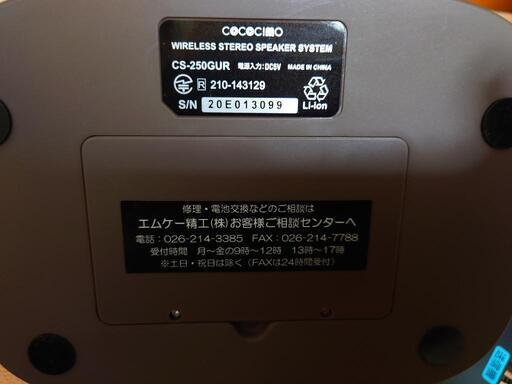 COCOCIMO
WIRELESS STEREO SPEAKER SYSTEM
CS-250GUR 電源入力:DC5V MADE IN CHINA
R 210-143129
S/N 20E013099
Li-ion
修理・電池交換などのご相談は
エムケー精工(株)お客様ご相談センターへ
電話：026-214-3385 FAX：026-214-7788
受付時間 月～金の9時～12時 13時～17時
※土日・祝日は除く(FAXは24時間受付)